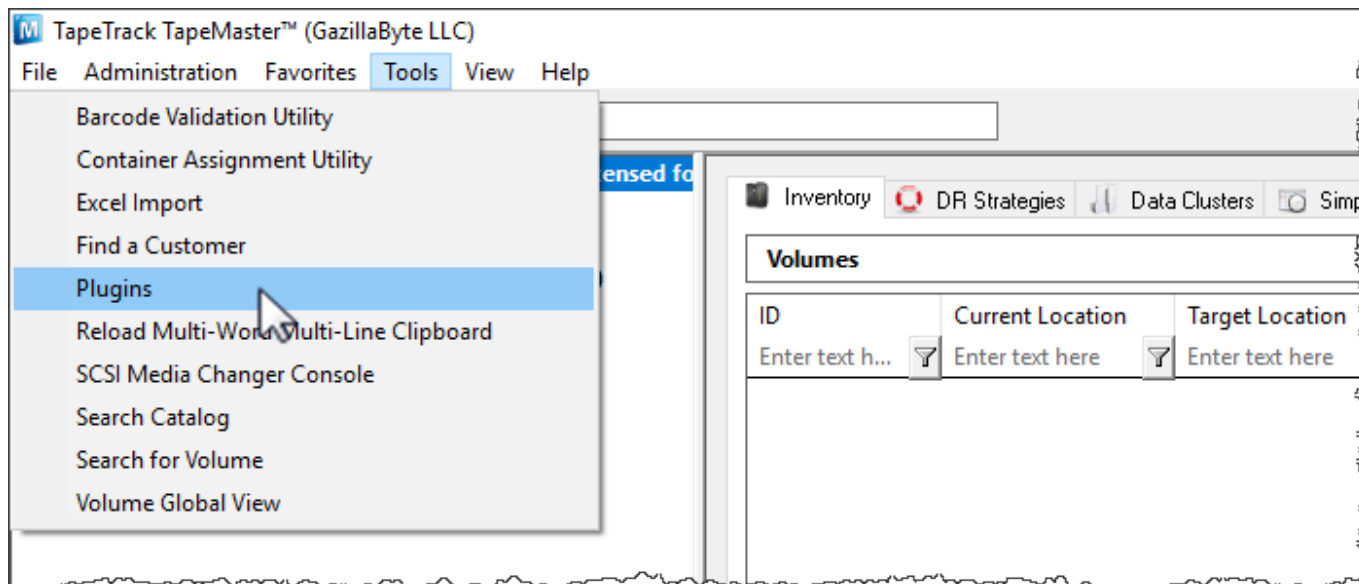 TapeTrack TapeMaster™ (GazillaByte LLC)
File Administration Favorites Tools View Help
Barcode Validation Utility
Container Assignment Utility
Excel Import
Find a Customer
Plugins
Reload Multi-Word Multi-Line Clipboard
SCSI Media Changer Console
Search Catalog
Search for Volume
Volume Global View
ensed fo
Inventory DR Strategies Data Clusters Simp
Volumes
ID Current Location Target Location
Enter text h... Enter text here Enter text here